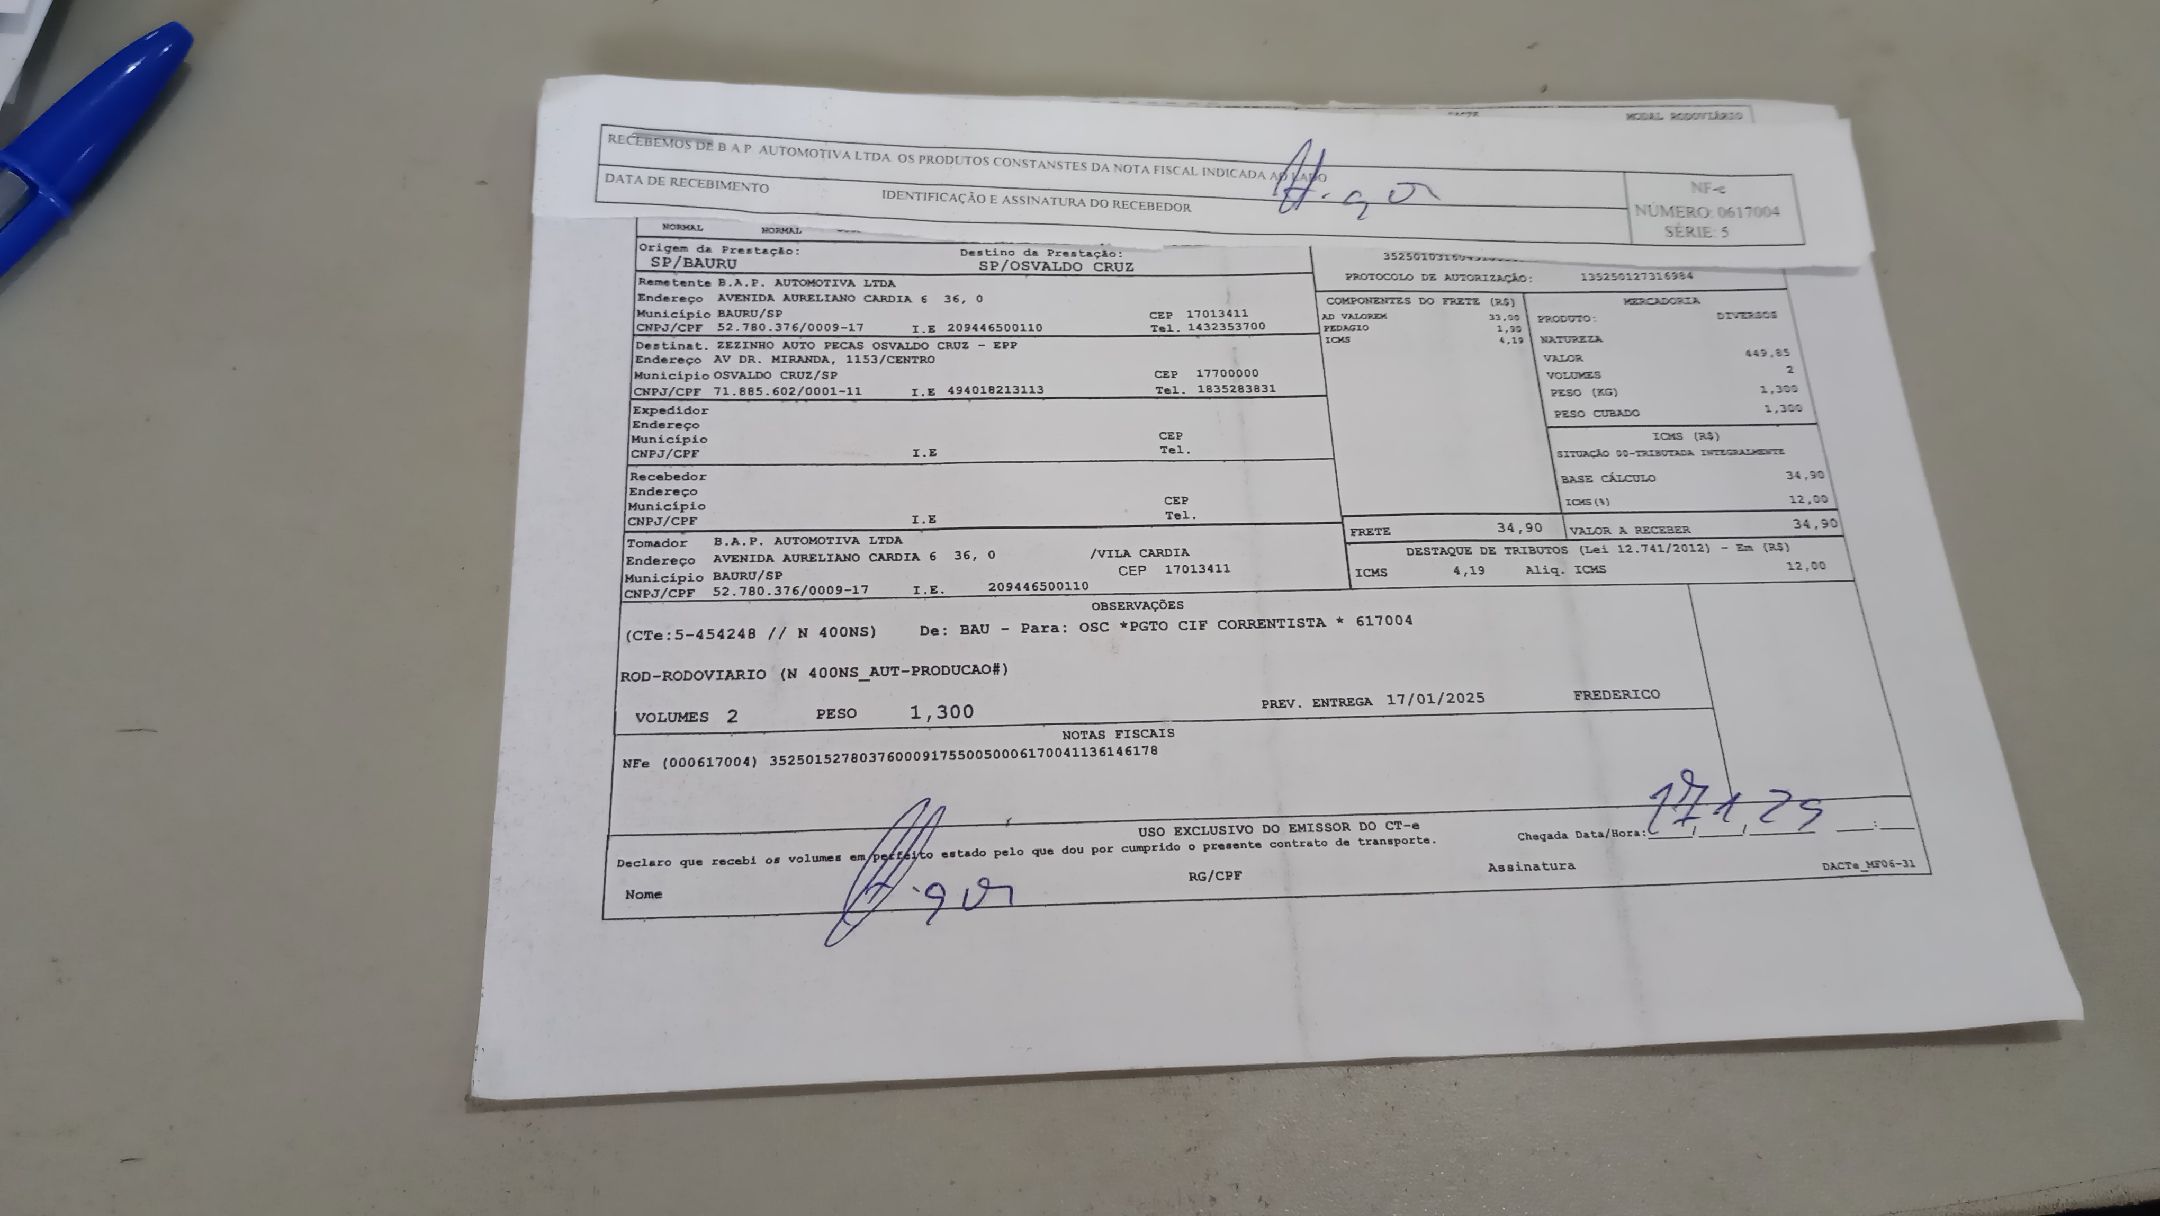 MODAL RODOVIÁRIO
RECEBEMOS DE B A P. AUTOMOTIVA LTDA. OS PRODUTOS CONSTANSTES DA NOTA FISCAL INDICADA AO LADO
DATA DE RECEBIMENTO IDENTIFICAÇÃO E ASSINATURA DO RECEBEDOR
NF-e
NÚMERO: 0617004
SÉRIE: 5
NORMAL NORMAL
Origem da Prestação: Destino da Prestação:
SP/BAURU SP/OSVALDO CRUZ
PROTOCOLO DE AUTORIZAÇÃO: 135250127316984
Remetente B.A.P. AUTOMOTIVA LTDA
Endereço AVENIDA AURELIANO CARDIA 6 36, 0
Município BAURU/SP CEP 17013411
CNPJ/CPF 52.780.376/0009-17 I.E 209446500110 Tel. 1432353700
Destinat. ZEZINHO AUTO PECAS OSVALDO CRUZ - EPP
Endereço AV DR. MIRANDA, 1153/CENTRO
Município OSVALDO CRUZ/SP CEP 17700000
CNPJ/CPF 71.885.602/0001-11 I.E 494018213113 Tel. 1835283831
Expedidor
Endereço
Município CEP
CNPJ/CPF I.E Tel.
Recebedor
Endereço
Município CEP
CNPJ/CPF I.E Tel.
Tomador B.A.P. AUTOMOTIVA LTDA
Endereço AVENIDA AURELIANO CARDIA 6 36, 0 /VILA CARDIA
Município BAURU/SP CEP 17013411
CNPJ/CPF 52.780.376/0009-17 I.E. 209446500110
COMPONENTES DO FRETE (R$)
AD VALOREM 33,00
PEDAGIO 1,90
ICMS 4,19
MERCADORIA
PRODUTO: DIVERSOS
NATUREZA
VALOR 449,85
VOLUMES 2
PESO (KG) 1,300
PESO CUBADO 1,300
ICMS (R$)
SITUAÇÃO 00-TRIBUTADA INTEGRALMENTE
BASE CÁLCULO 34,90
ICMS(%) 12,00
FRETE 34,90 VALOR A RECEBER 34,90
DESTAQUE DE TRIBUTOS (Lei 12.741/2012) - Em (R$)
ICMS 4,19 Aliq. ICMS 12,00
OBSERVAÇÕES
(CTe:5-454248 // N 400NS) De: BAU - Para: OSC *PGTO CIF CORRENTISTA * 617004
ROD-RODOVIARIO (N 400NS_AUT-PRODUCAO#)
VOLUMES 2 PESO 1,300 PREV. ENTREGA 17/01/2025 FREDERICO
NOTAS FISCAIS
NFe (000617004) 35250152780376000917550050006170041136146178
USO EXCLUSIVO DO EMISSOR DO CT-e
Declaro que recebi os volumes em perfeito estado pelo que dou por cumprido o presente contrato de transporte.
Chegada Data/Hora: 17/1/25
Nome RG/CPF Assinatura DACTe_MF06-31